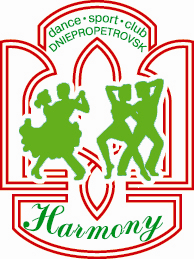 dance • sport • club
DNIEPROPETROVSK
Harmony